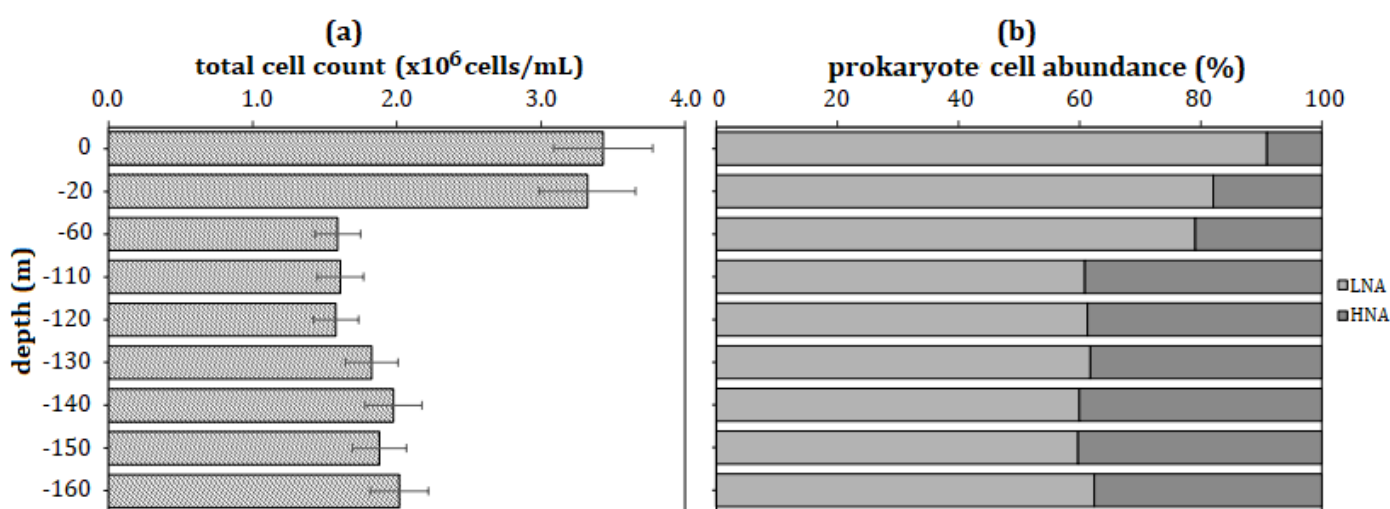 (a)
total cell count (x10⁶cells/mL)
0.0 1.0 2.0 3.0 4.0
depth (m)
0
-20
-60
-110
-120
-130
-140
-150
-160
(b)
prokaryote cell abundance (%)
0 20 40 60 80 100
LNA
HNA